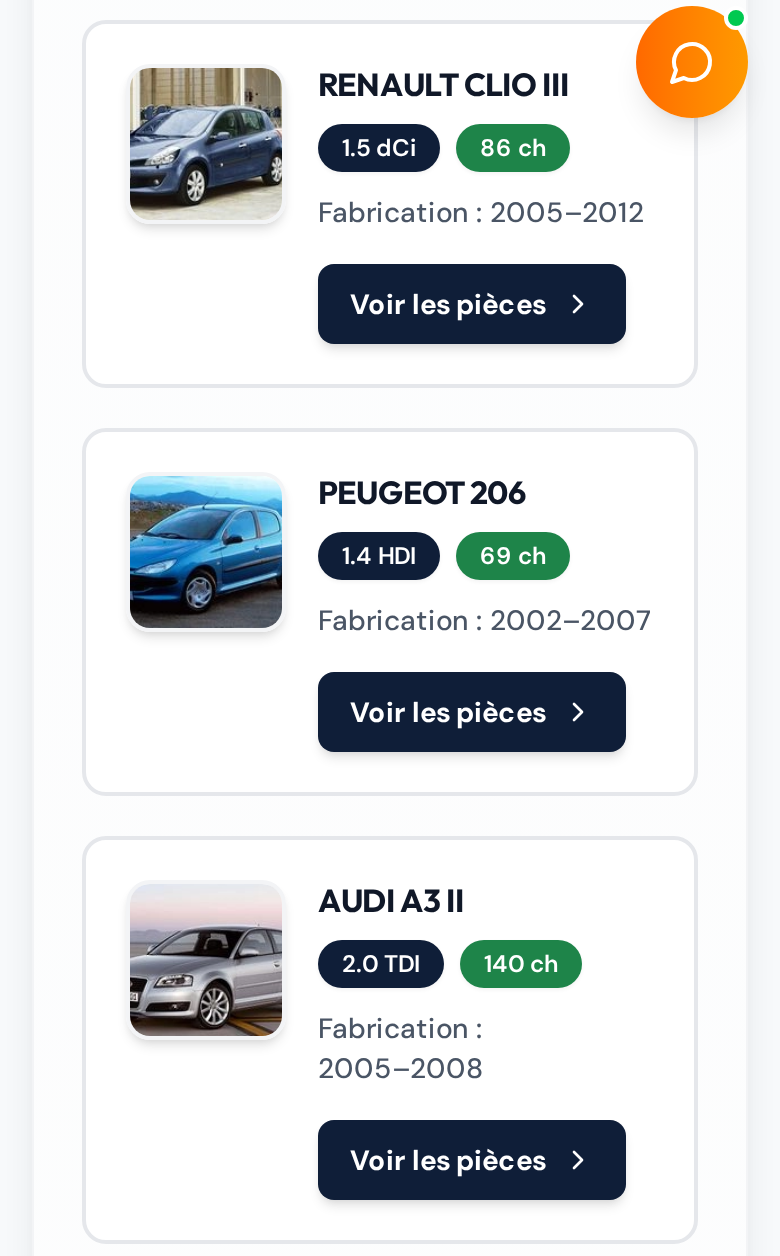 RENAULT CLIO III
1.5 dCi 86 ch
Fabrication : 2005–2012
Voir les pièces
PEUGEOT 206
1.4 HDI 69 ch
Fabrication : 2002–2007
Voir les pièces
AUDI A3 II
2.0 TDI 140 ch
Fabrication :
2005–2008
Voir les pièces